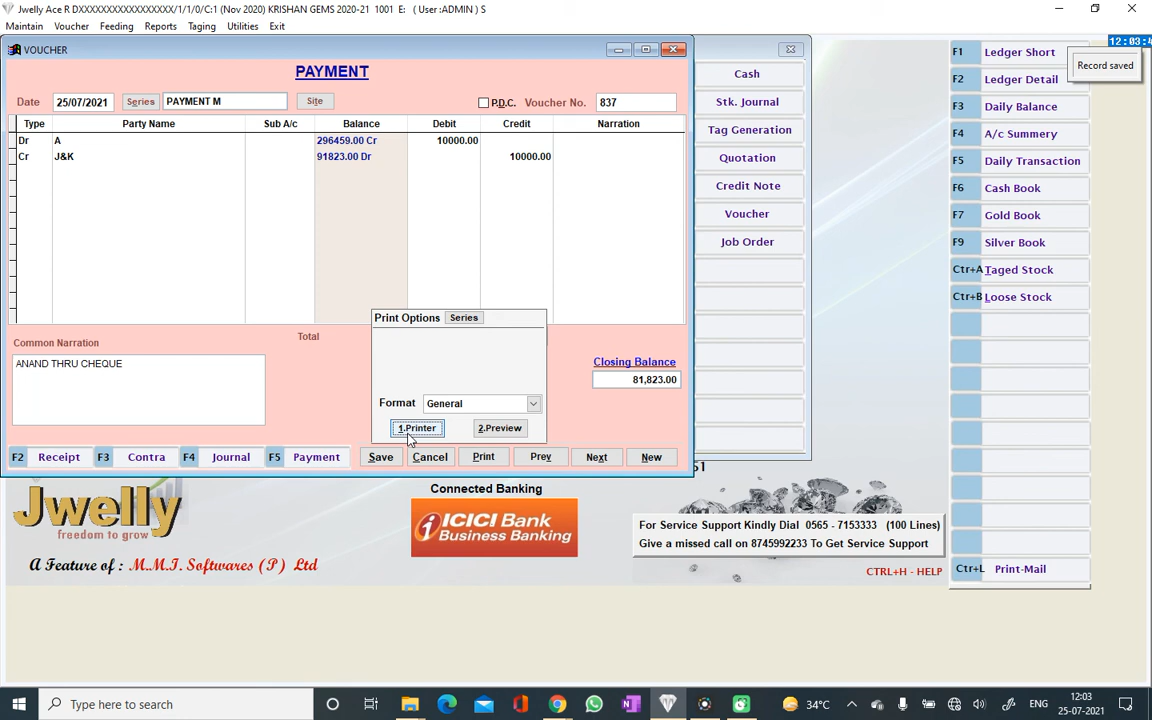 Jwelly Ace R DXXXXXXXXXXXXXXXXX/1/1/0/C:1 (Nov 2020) KRISHAN GEMS 2020-21 1001 E: ( User :ADMIN ) S
Maintain Voucher Feeding Reports Tagging Utilities Exit
VOUCHER
PAYMENT
Date 25/07/2021 Series PAYMENT M Site P.D.C. Voucher No. 837
Type Party Name Sub A/c Balance Debit Credit Narration
Dr A 296459.00 Cr 10000.00
Cr J&K 91823.00 Dr 10000.00
Total
Common Narration
ANAND THRU CHEQUE
Print Options Series
Format General
1.Printer 2.Preview
Closing Balance
81,823.00
F2 Receipt F3 Contra F4 Journal F5 Payment Save Cancel Print Prev Next New
Cash
Stk. Journal
Tag Generation
Quotation
Credit Note
Voucher
Job Order
F1 Ledger Short
F2 Ledger Detail
F3 Daily Balance
F4 A/c Summery
F5 Daily Transaction
F6 Cash Book
F7 Gold Book
F9 Silver Book
Ctr+A Taged Stock
Ctr+B Loose Stock
Ctr+L Print-Mail
Record saved
Jwelly
freedom to grow
A Feature of : M.M.I. Softwares (P) Ltd
Connected Banking
ICICI Bank
Business Banking
For Service Support Kindly Dial 0565 - 7153333 (100 Lines)
Give a missed call on 8745992233 To Get Service Support
CTRL+H - HELP
Type here to search
34°C
ENG
12:03
25-07-2021